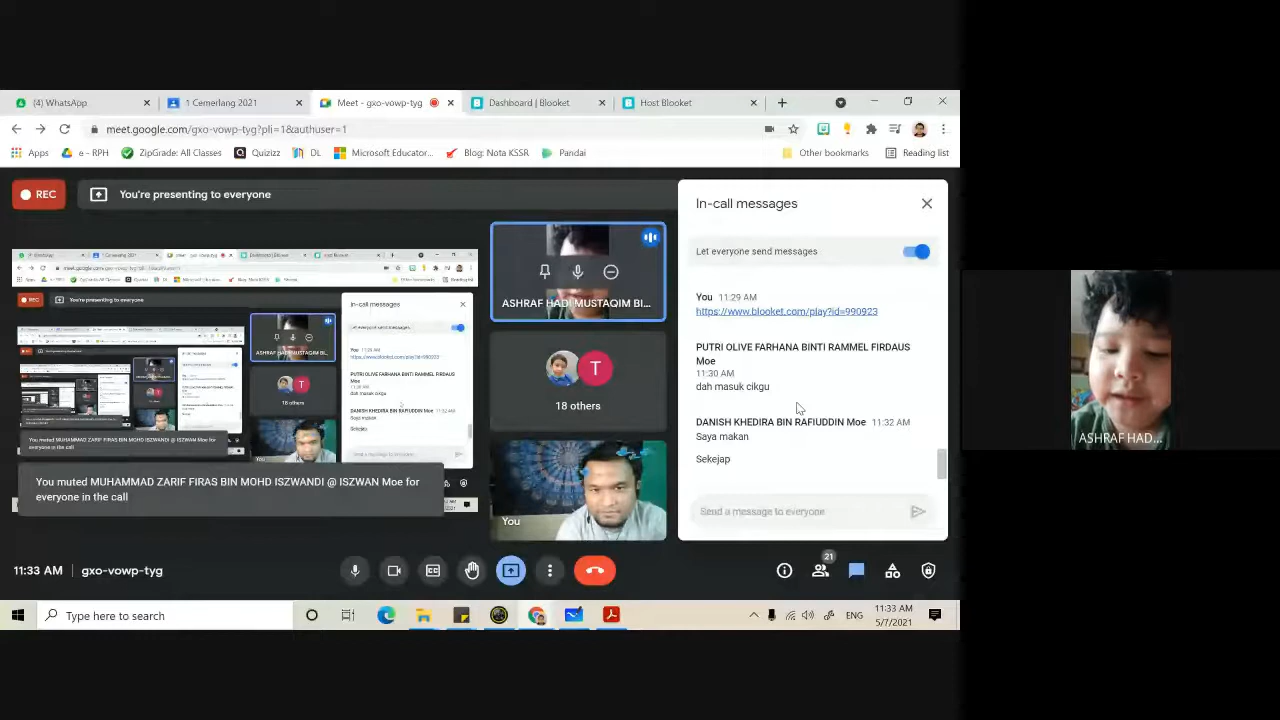 (4) WhatsApp
1 Cemerlang 2021
Meet - gxo-vowp-tyg
Dashboard | Blooket
Host Blooket
meet.google.com/gxo-vowp-tyg?pli=1&authuser=1
Apps
e - RPH
ZipGrade: All Classes
Quizizz
DL
Microsoft Educator...
Blog: Nota KSSR
Pandai
Other bookmarks
Reading list
REC
You're presenting to everyone
In-call messages
Let everyone send messages
You 11:29 AM
https://www.blooket.com/play?id=990923
PUTRI OLIVE FARHANA BINTI RAMMEL FIRDAUS
Moe
11:30 AM
dah masuk cikgu
DANISH KHEDIRA BIN RAFIUDDIN Moe 11:32 AM
Saya makan
Sekejap
Send a message to everyone
ASHRAF HADI MUSTAQIM BI...
T
18 others
You
You muted MUHAMMAD ZARIF FIRAS BIN MOHD ISZWANDI @ ISZWAN Moe for
everyone in the call
ASHRAF HAD...
11:33 AM | gxo-vowp-tyg
21
Type here to search
ENG
11:33 AM
5/7/2021